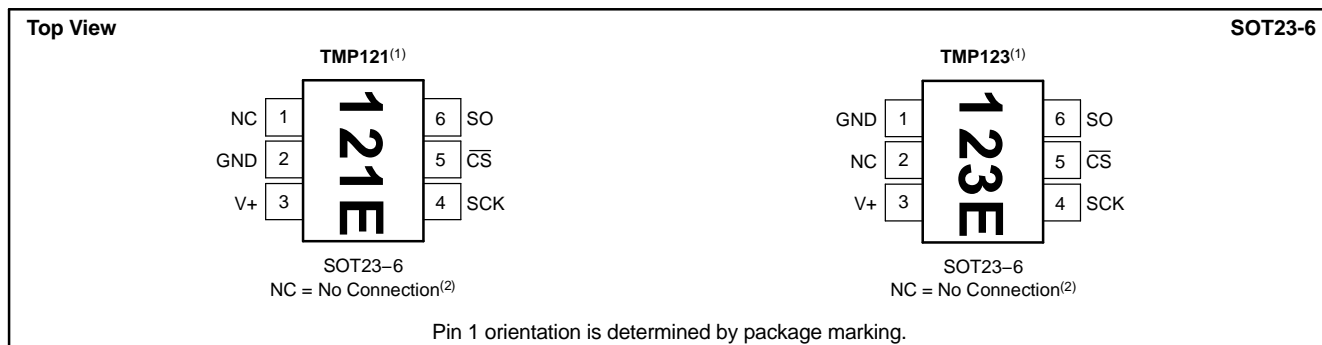 Top View SOT23-6
TMP121(1) TMP123(1)
NC 1 6 SO GND 1 6 SO
GND 2 5 C̅S̅ NC 2 5 C̅S̅
V+ 3 4 SCK V+ 3 4 SCK
121E 123E
SOT23–6 SOT23–6
NC = No Connection(2) NC = No Connection(2)
Pin 1 orientation is determined by package marking.